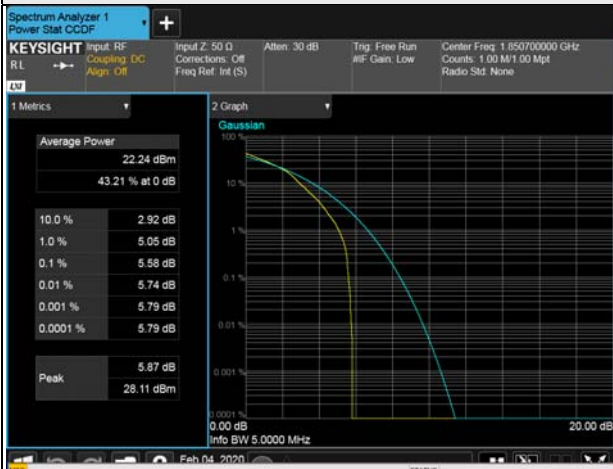 Spectrum Analyzer 1
Power Stat CCDF
KEYSIGHT Input: RF Input Z: 50 Ω Atten: 30 dB Trig: Free Run Center Freq: 1.850700000 GHz
RL Coupling: DC Corrections: Off #IF Gain: Low Counts: 1.00 M/1.00 Mpt
Align: Off Freq Ref: Int (S) Radio Std: None
LXI
1 Metrics
2 Graph
Gaussian
Average Power
22.24 dBm
43.21 % at 0 dB
10.0 % 2.92 dB
1.0 % 5.05 dB
0.1 % 5.58 dB
0.01 % 5.74 dB
0.001 % 5.79 dB
0.0001 % 5.79 dB
Peak
5.87 dB
28.11 dBm
100 %
10 %
1 %
0.1 %
0.01 %
0.001 %
0.0001 %
0.00 dB 20.00 dB
Info BW 5.0000 MHz
Feb 04, 2020
STATUS